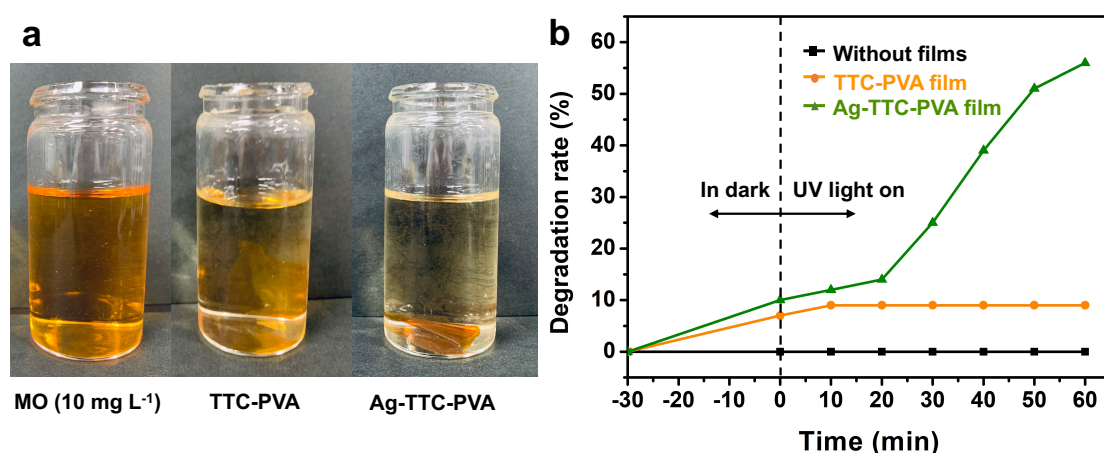 a
MO (10 mg L⁻¹)
TTC-PVA
Ag-TTC-PVA
b
Without films
TTC-PVA film
Ag-TTC-PVA film
In dark
UV light on
Degradation rate (%)
60
50
40
30
20
10
0
-30 -20 -10 0 10 20 30 40 50 60
Time (min)